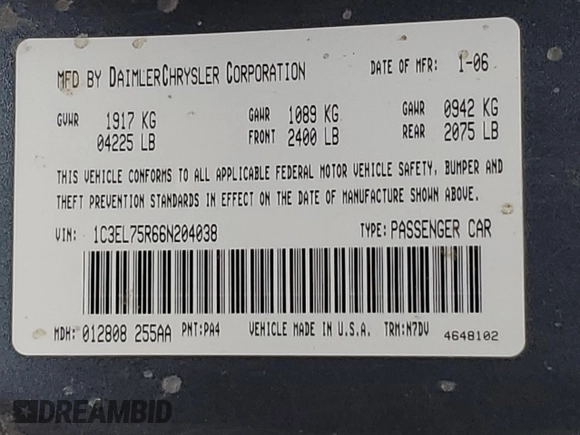 MFD BY DAIMLERCHRYSLER CORPORATION DATE OF MFR: 1-06
GVWR 1917 KG GAWR 1089 KG GAWR 0942 KG
04225 LB FRONT 2400 LB REAR 2075 LB
THIS VEHICLE CONFORMS TO ALL APPLICABLE FEDERAL MOTOR VEHICLE SAFETY, BUMPER AND
THEFT PREVENTION STANDARDS IN EFFECT ON THE DATE OF MANUFACTURE SHOWN ABOVE.
VIN: 1C3EL75R66N204038 TYPE: PASSENGER CAR
MDH: 012808 255AA PNT: PA4 VEHICLE MADE IN U.S.A. TRM: N7DV 4648102
DREAMBID